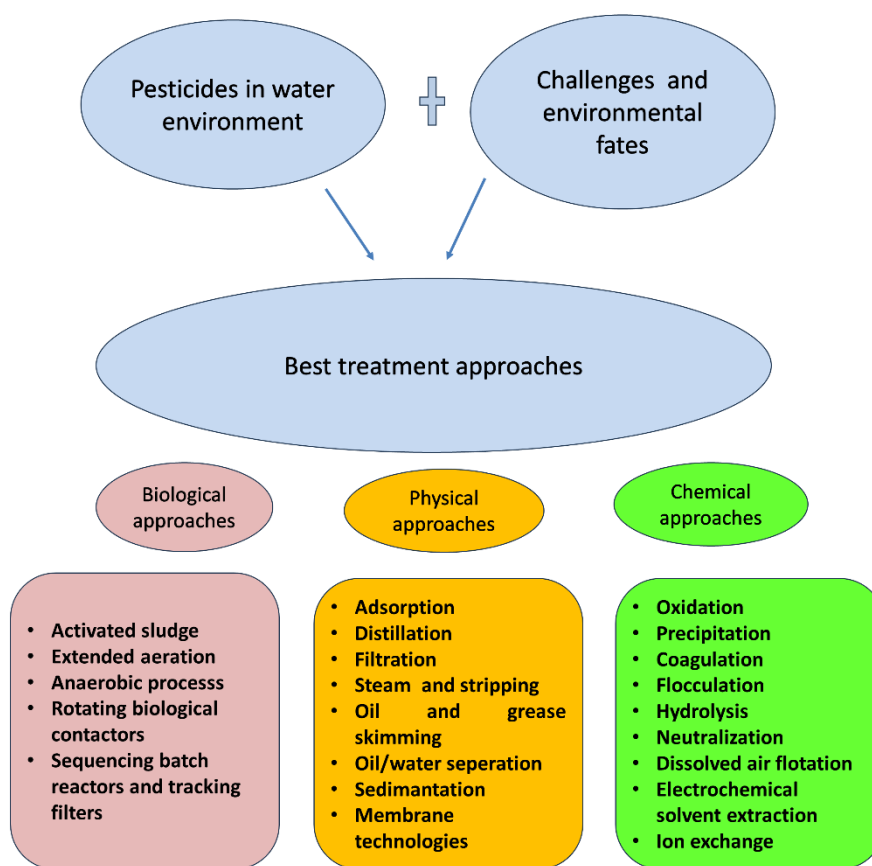 Pesticides in water
environment
Challenges and
environmental
fates
Best treatment approaches
Biological
approaches
Physical
approaches
Chemical
approaches
• Activated sludge
• Extended aeration
• Anaerobic processs
• Rotating biological
contactors
• Sequencing batch
reactors and tracking
filters
• Adsorption
• Distillation
• Filtration
• Steam and stripping
• Oil and grease
skimming
• Oil/water seperation
• Sedimantation
• Membrane
technologies
• Oxidation
• Precipitation
• Coagulation
• Flocculation
• Hydrolysis
• Neutralization
• Dissolved air flotation
• Electrochemical
solvent extraction
• Ion exchange